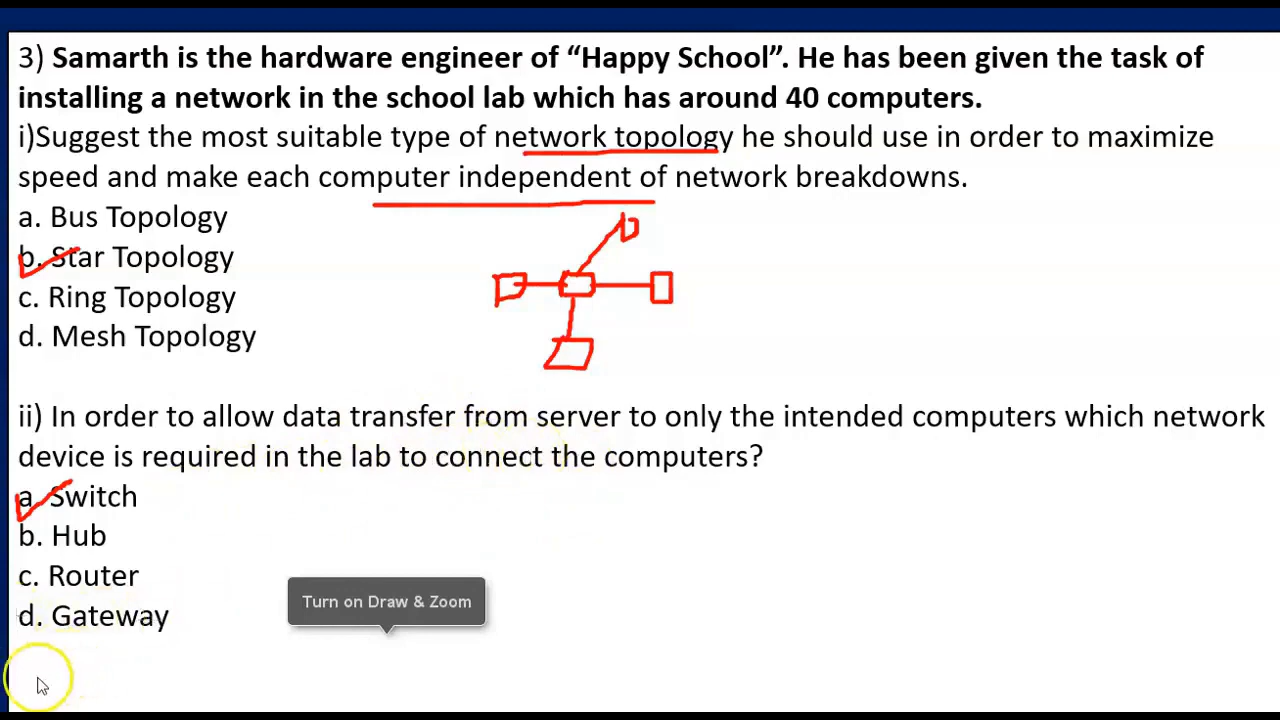 3) Samarth is the hardware engineer of “Happy School”. He has been given the task of
installing a network in the school lab which has around 40 computers.
i)Suggest the most suitable type of network topology he should use in order to maximize
speed and make each computer independent of network breakdowns.
a. Bus Topology
b. Star Topology
c. Ring Topology
d. Mesh Topology
ii) In order to allow data transfer from server to only the intended computers which network
device is required in the lab to connect the computers?
a. Switch
b. Hub
c. Router
d. Gateway
Turn on Draw & Zoom